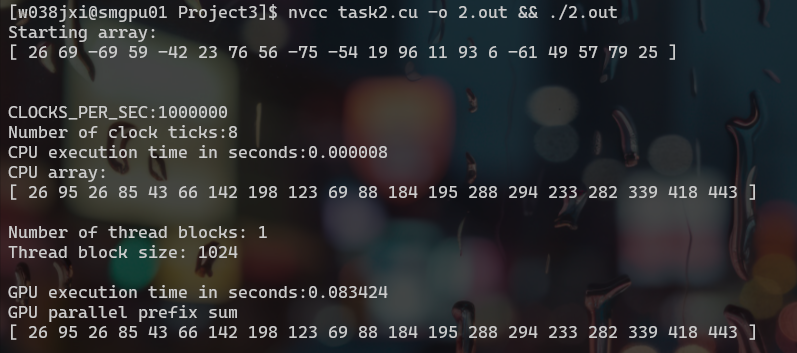 [w038jxi@smgpu01 Project3]$ nvcc task2.cu -o 2.out && ./2.out
Starting array:
[ 26 69 -69 59 -42 23 76 56 -75 -54 19 96 11 93 6 -61 49 57 79 25 ]
CLOCKS_PER_SEC:1000000
Number of clock ticks:8
CPU execution time in seconds:0.000008
CPU array:
[ 26 95 26 85 43 66 142 198 123 69 88 184 195 288 294 233 282 339 418 443 ]
Number of thread blocks: 1
Thread block size: 1024
GPU execution time in seconds:0.083424
GPU parallel prefix sum
[ 26 95 26 85 43 66 142 198 123 69 88 184 195 288 294 233 282 339 418 443 ]